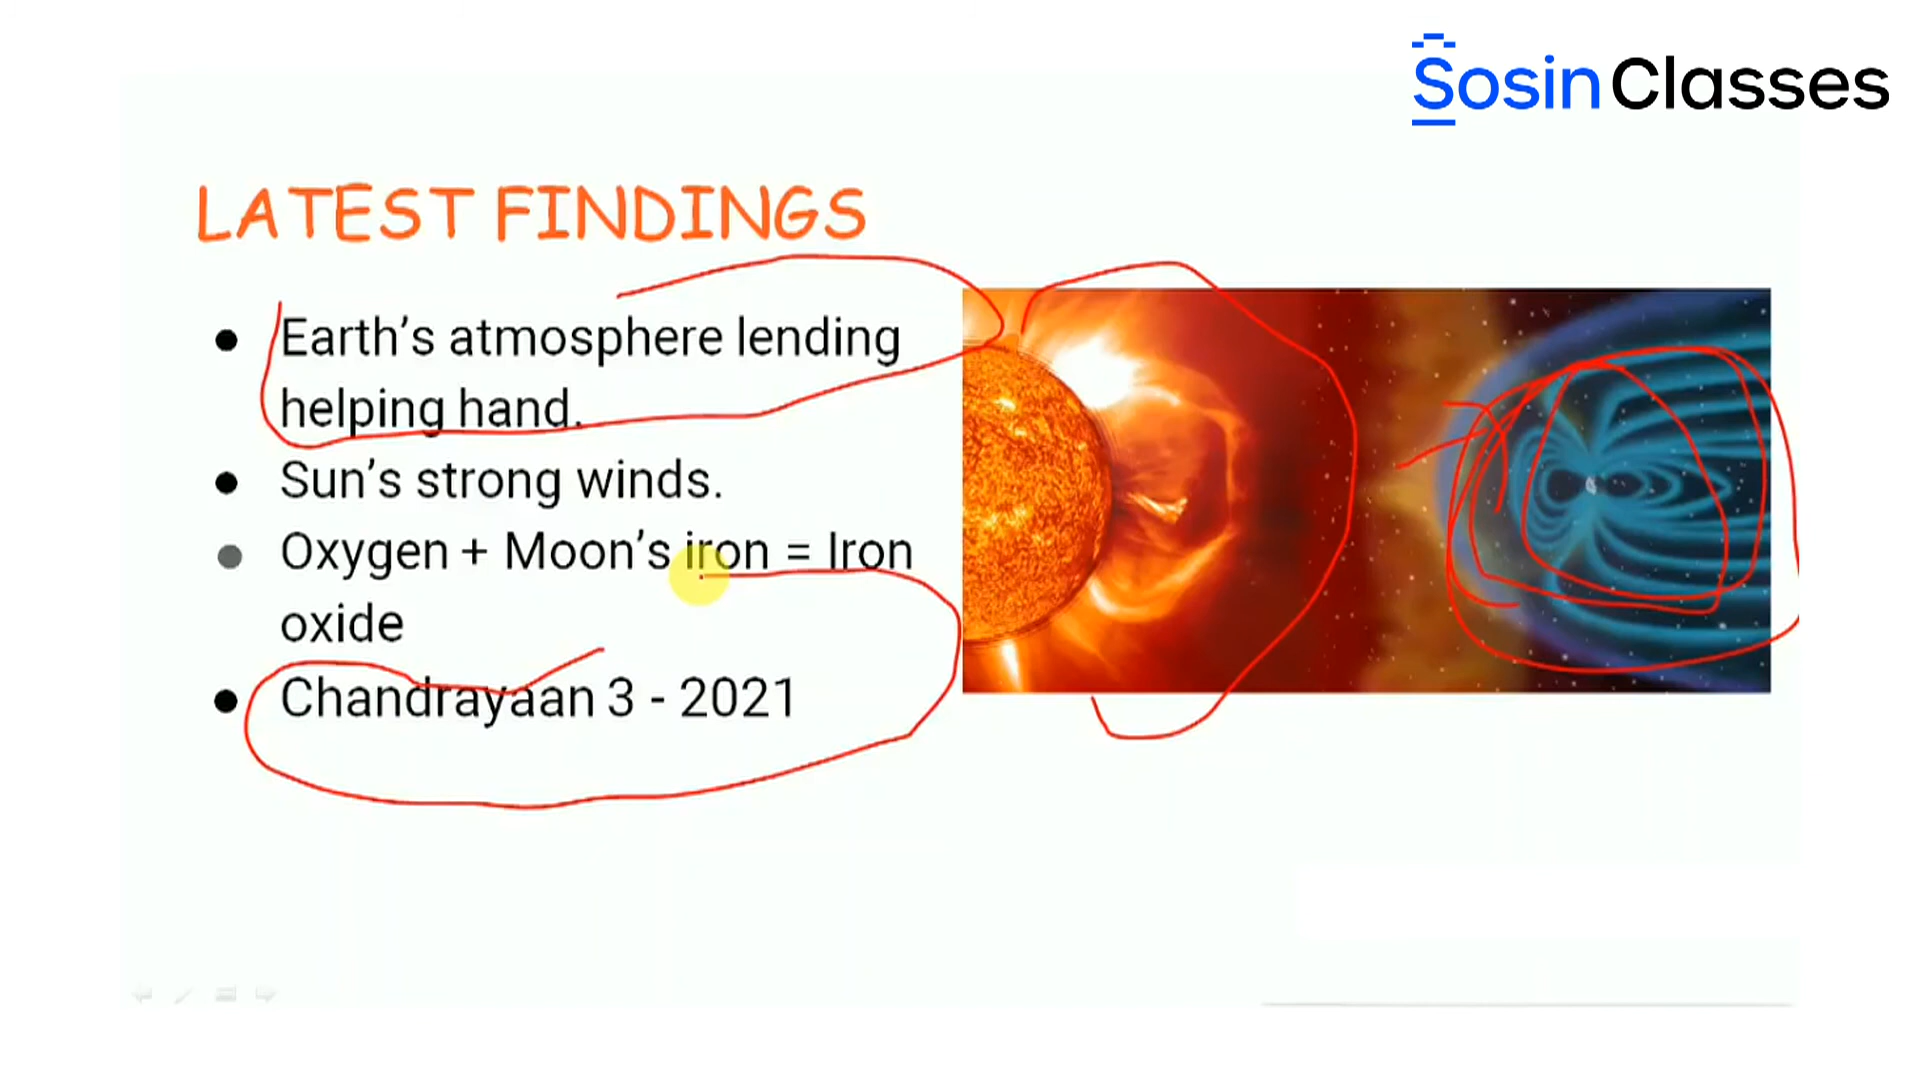 Sosin Classes
LATEST FINDINGS
● Earth's atmosphere lending
helping hand.
● Sun's strong winds.
● Oxygen + Moon's iron = Iron
oxide
● Chandrayaan 3 - 2021